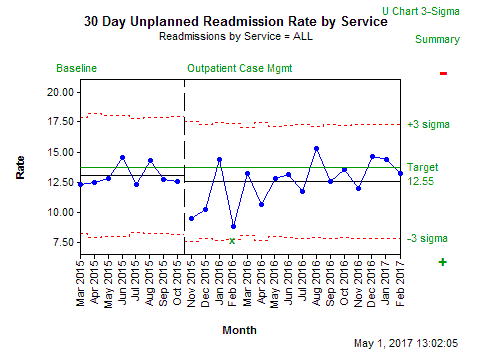 30 Day Unplanned Readmission Rate by Service
Readmissions by Service = ALL
U Chart 3-Sigma
Summary
Baseline
Outpatient Case Mgmt
Rate
20.00
17.50
15.00
12.50
10.00
7.50
+3 sigma
Target
12.55
-3 sigma
x
Mar 2015
Apr 2015
May 2015
Jun 2015
Jul 2015
Aug 2015
Sep 2015
Oct 2015
Nov 2015
Dec 2015
Jan 2016
Feb 2016
Mar 2016
Apr 2016
May 2016
Jun 2016
Jul 2016
Aug 2016
Sep 2016
Oct 2016
Nov 2016
Dec 2016
Jan 2017
Feb 2017
Month
May 1, 2017 13:02:05